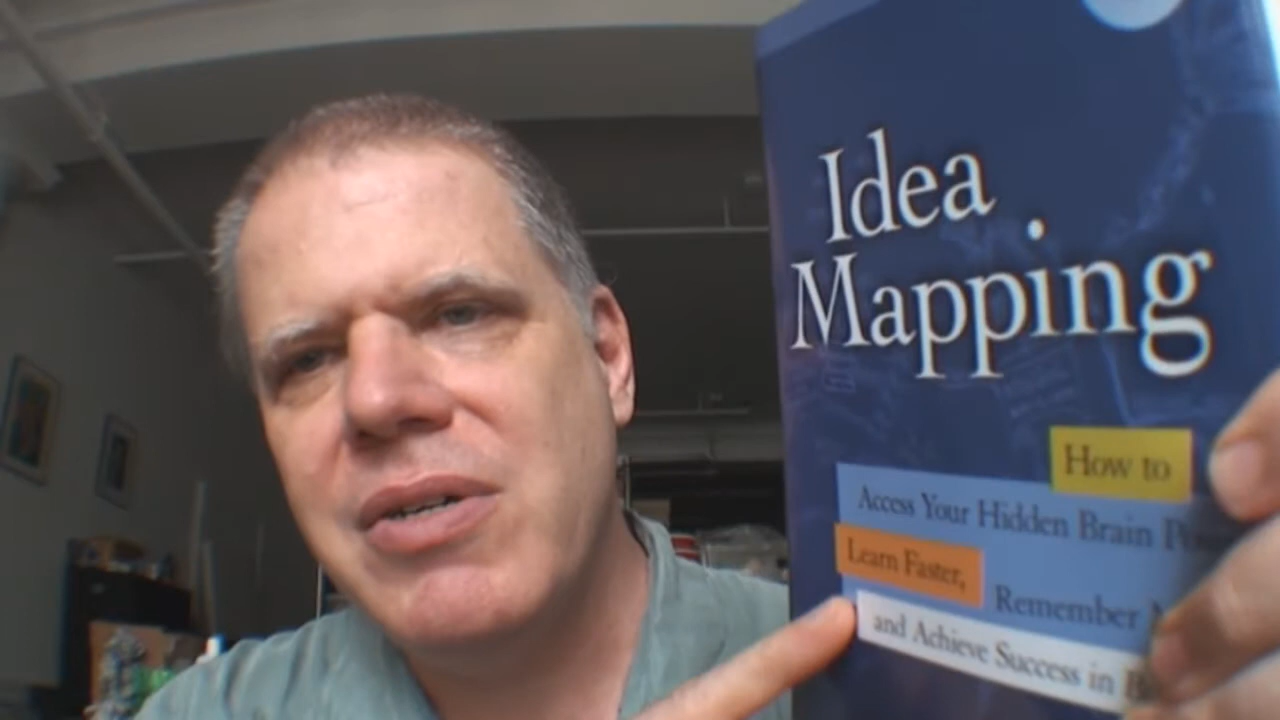 Idea
Mapping
How to
Access Your Hidden Brain
Learn Faster, Remember
and Achieve Success in